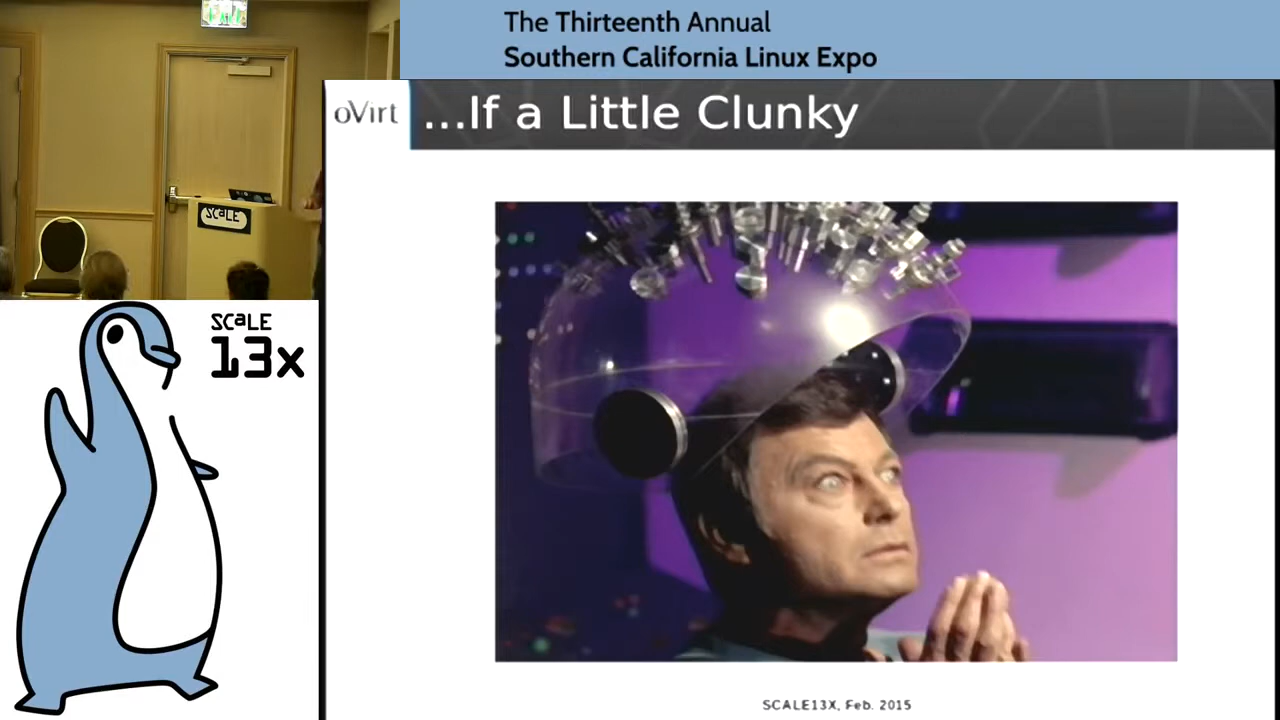 The Thirteenth Annual
Southern California Linux Expo
oVirt
...If a Little Clunky
SCALE
SCALE
13x
SCALE13X, Feb. 2015